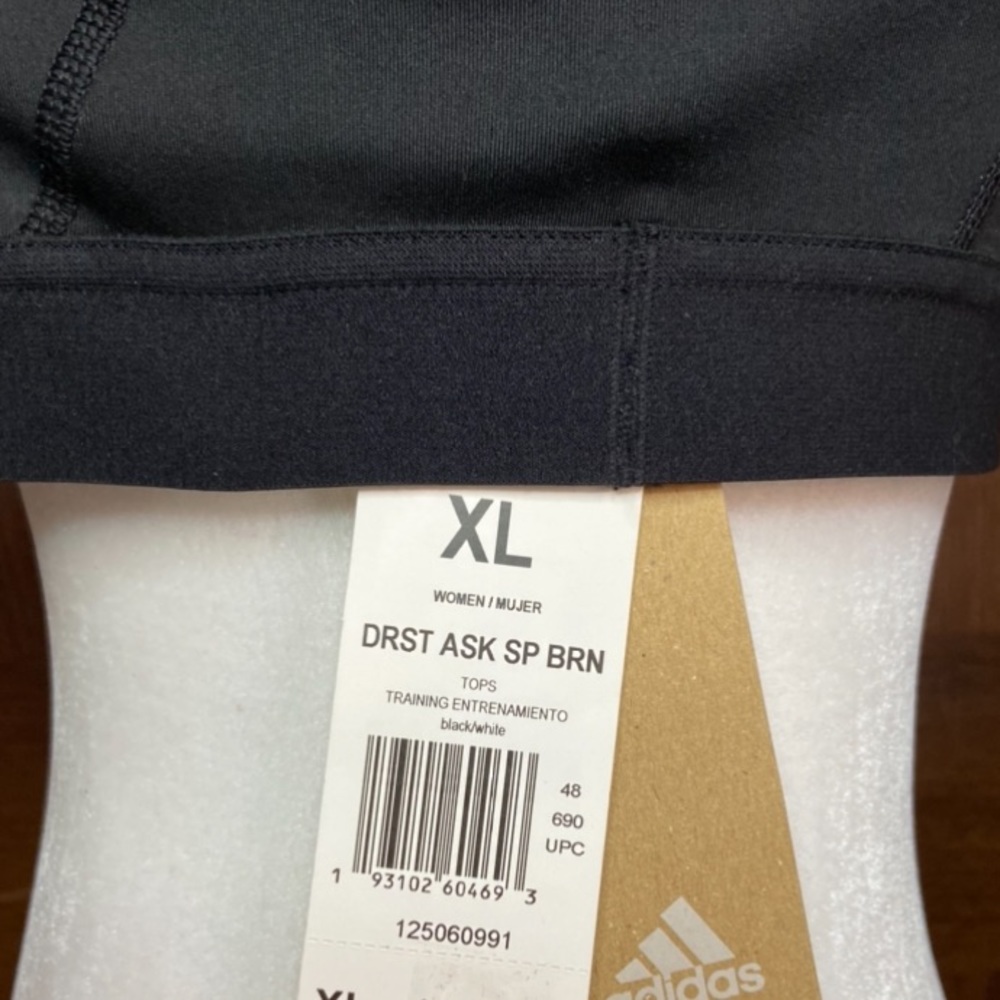 XL
WOMEN / MUJER
DRST ASK SP BRN
TOPS
TRAINING ENTRENAMIENTO
black/white
48
690
UPC
1 93102 60469 3
125060991
XL
adidas